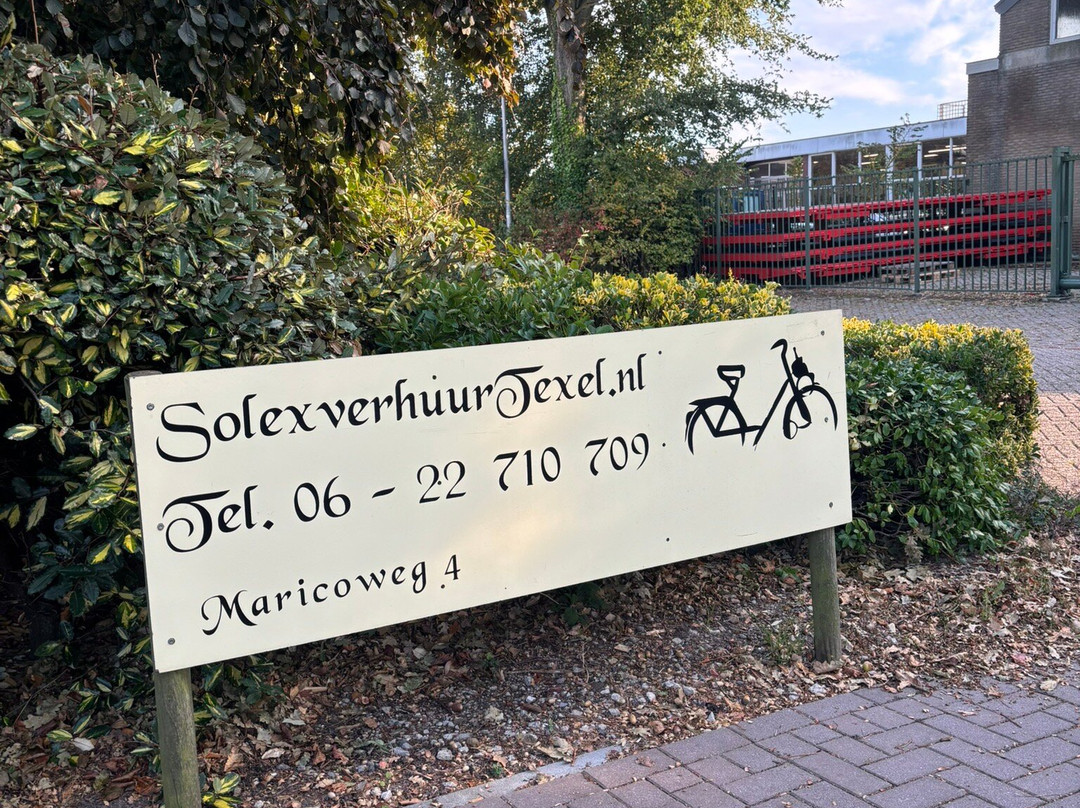 SolexverhuurTexel.nl
Tel. 06 - 22 710 709
Maricoweg 4